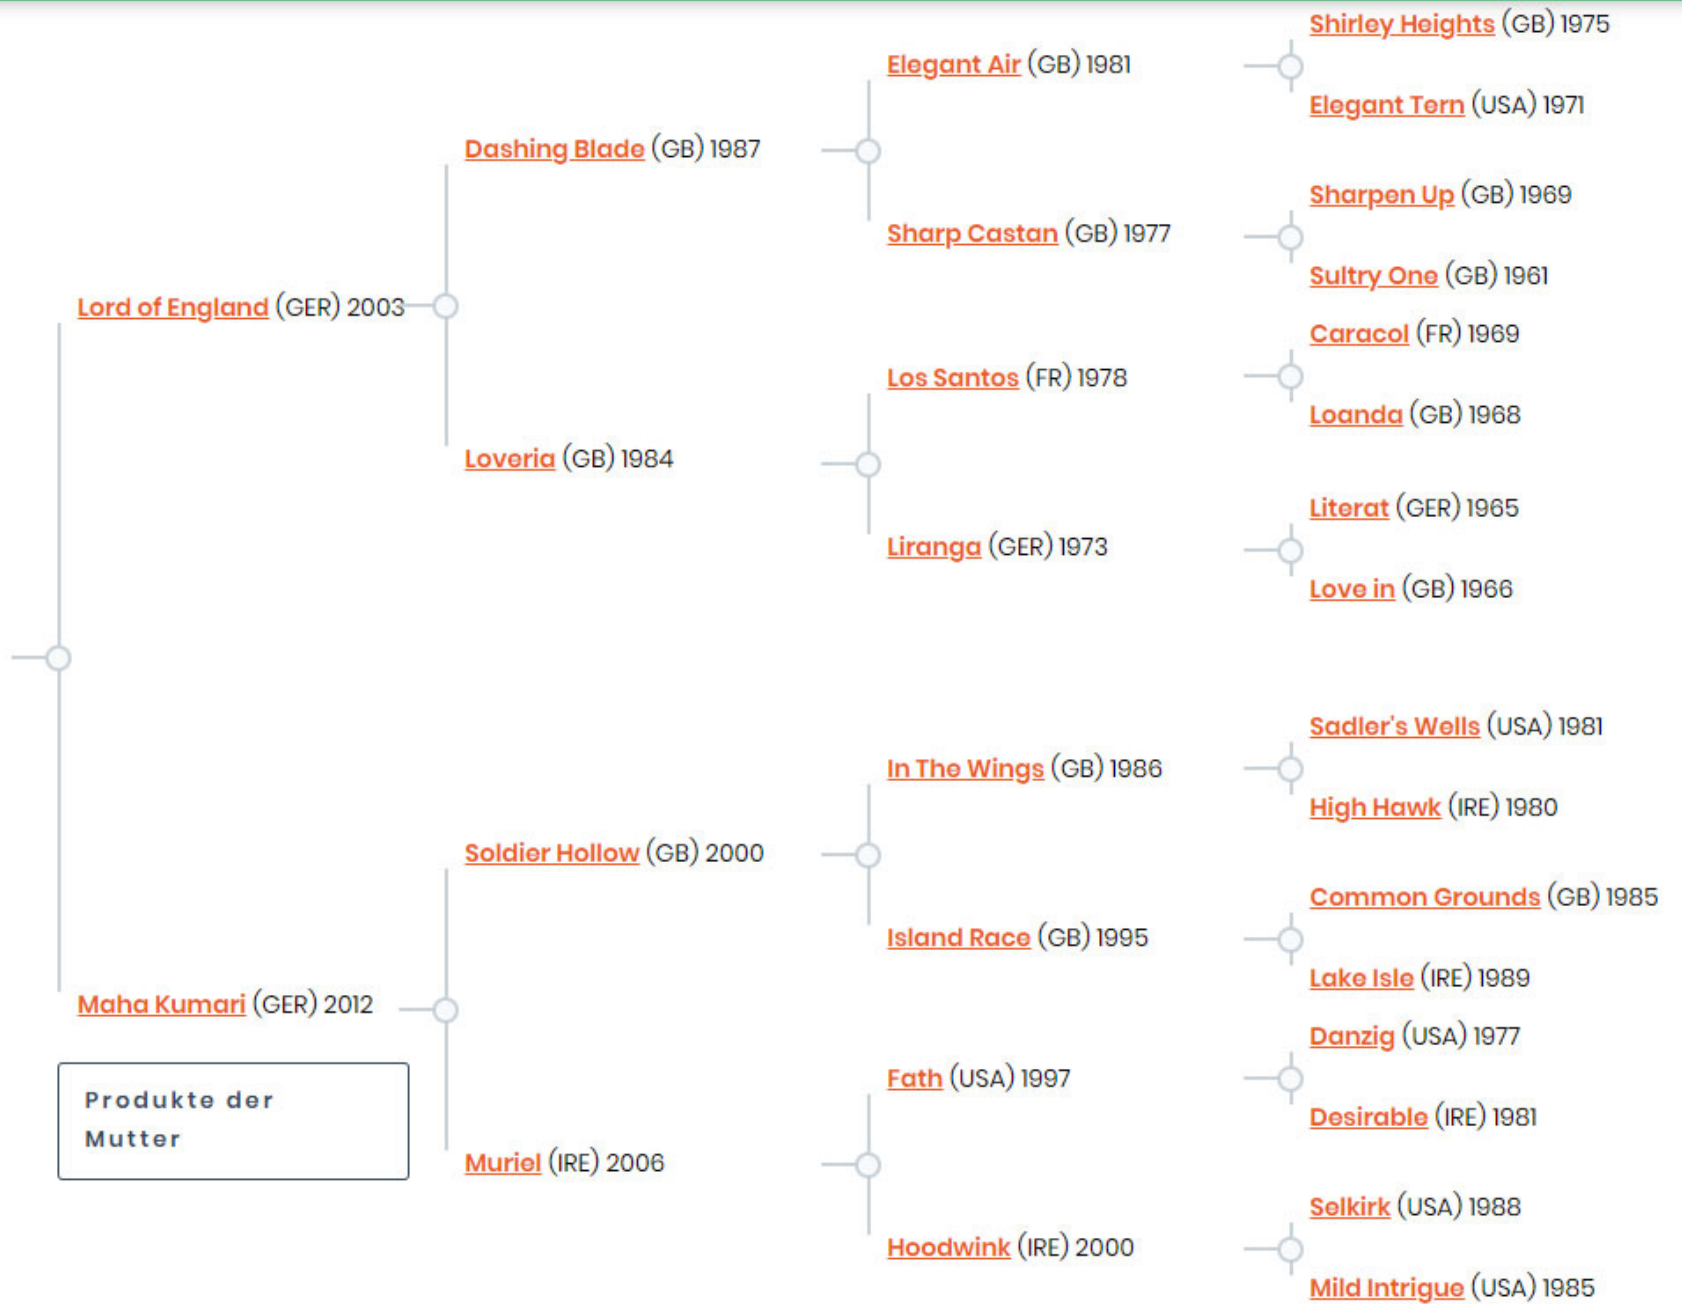 Shirley Heights (GB) 1975
Elegant Air (GB) 1981
Elegant Tern (USA) 1971
Dashing Blade (GB) 1987
Sharpen Up (GB) 1969
Sharp Castan (GB) 1977
Sultry One (GB) 1961
Lord of England (GER) 2003
Caracol (FR) 1969
Los Santos (FR) 1978
Loanda (GB) 1968
Loveria (GB) 1984
Literat (GER) 1965
Liranga (GER) 1973
Love in (GB) 1966
Sadler's Wells (USA) 1981
In The Wings (GB) 1986
High Hawk (IRE) 1980
Soldier Hollow (GB) 2000
Common Grounds (GB) 1985
Island Race (GB) 1995
Lake Isle (IRE) 1989
Maha Kumari (GER) 2012
Danzig (USA) 1977
Fath (USA) 1997
Produkte der
Mutter
Desirable (IRE) 1981
Muriel (IRE) 2006
Selkirk (USA) 1988
Hoodwink (IRE) 2000
Mild Intrigue (USA) 1985